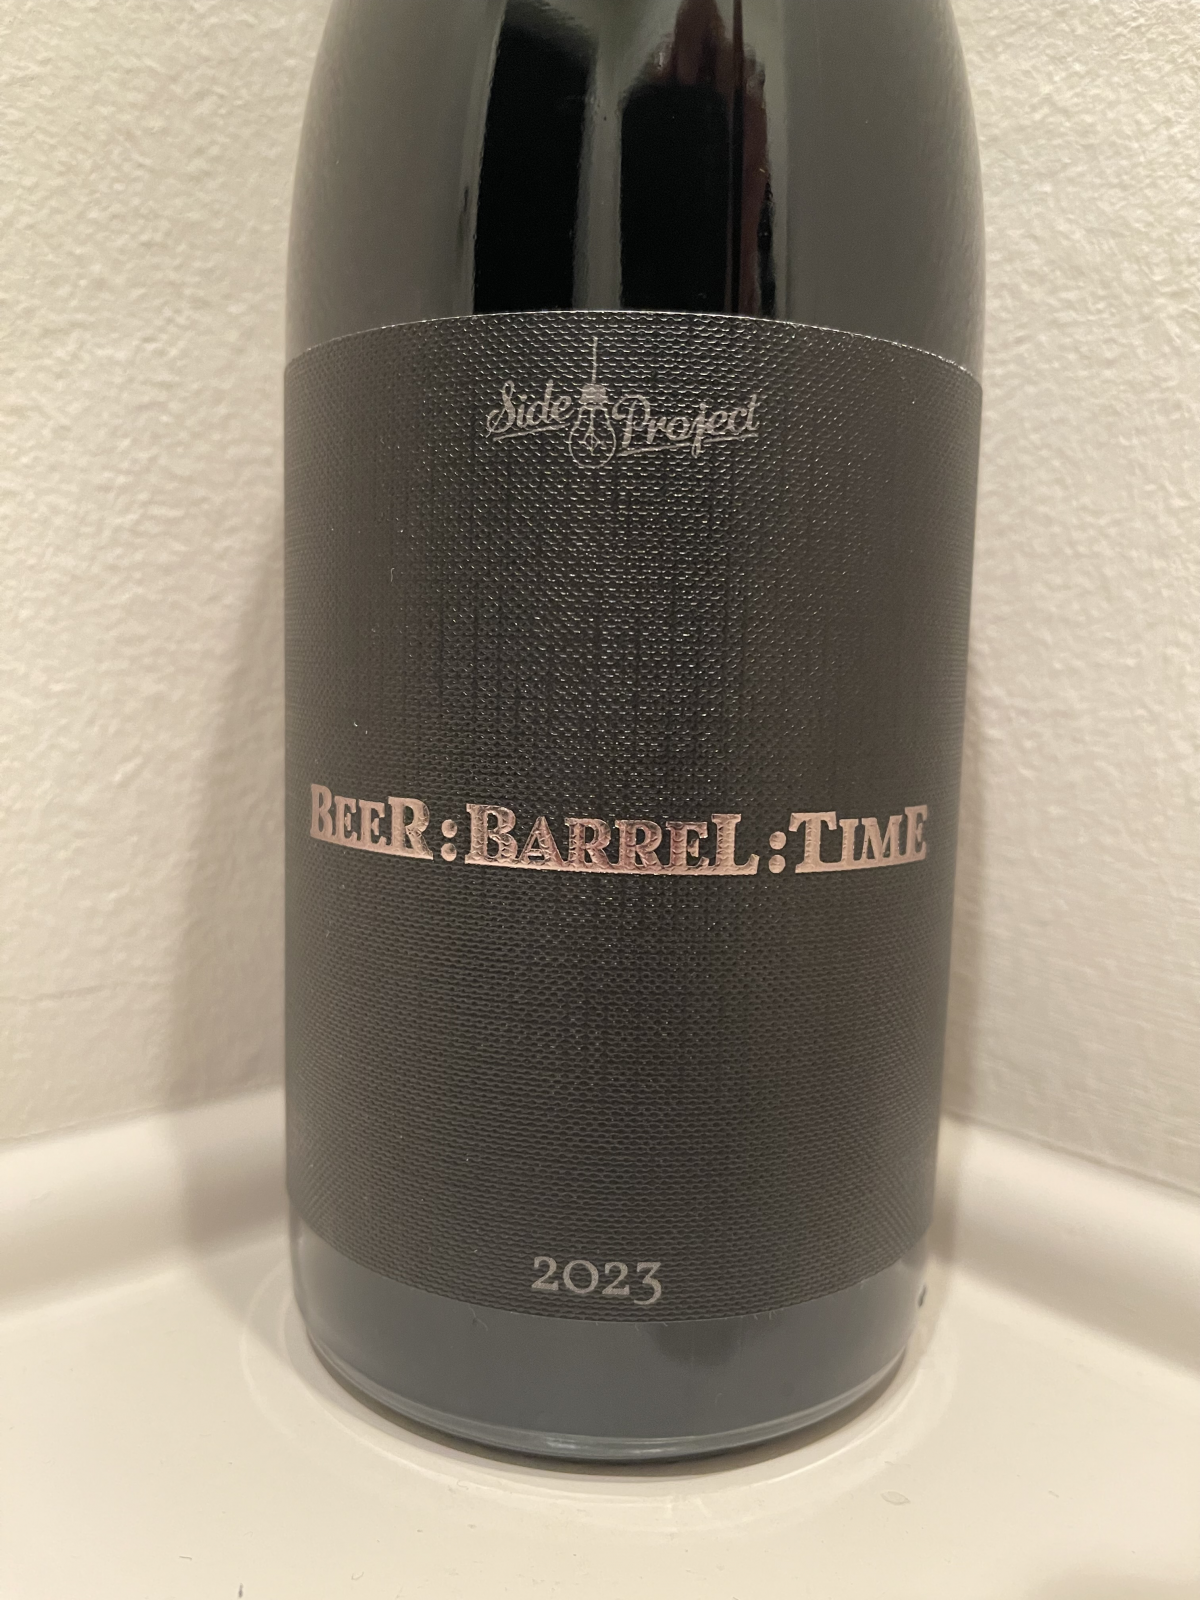 Side Project
BEER:BARREL:TIME
2023